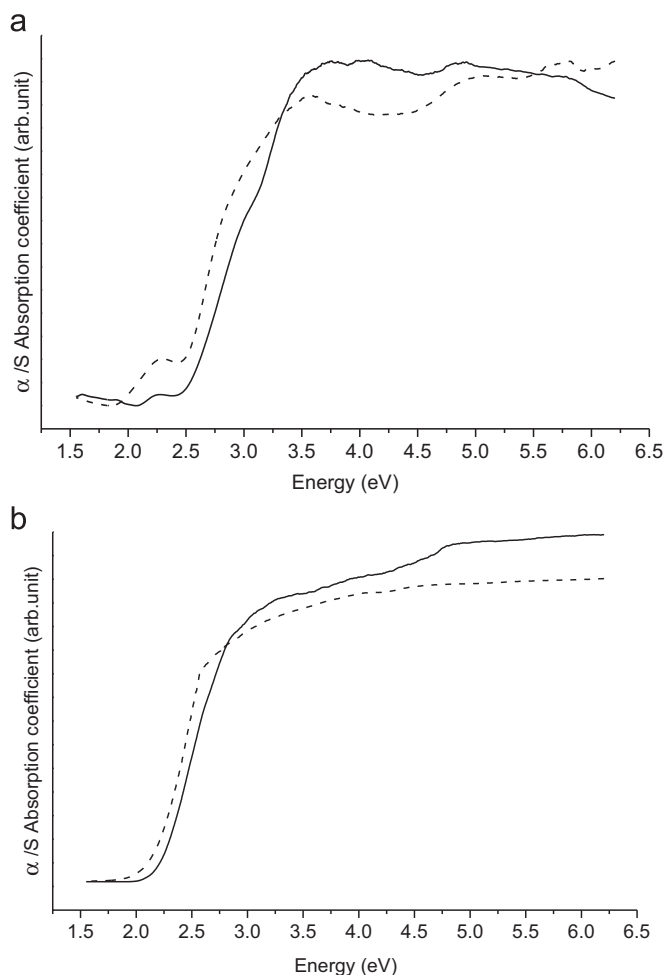 a
α /S Absorption coefficient (arb.unit)
1.5 2.0 2.5 3.0 3.5 4.0 4.5 5.0 5.5 6.0 6.5
Energy (eV)
b
α /S Absorption coefficient (arb.unit)
1.5 2.0 2.5 3.0 3.5 4.0 4.5 5.0 5.5 6.0 6.5
Energy (eV)